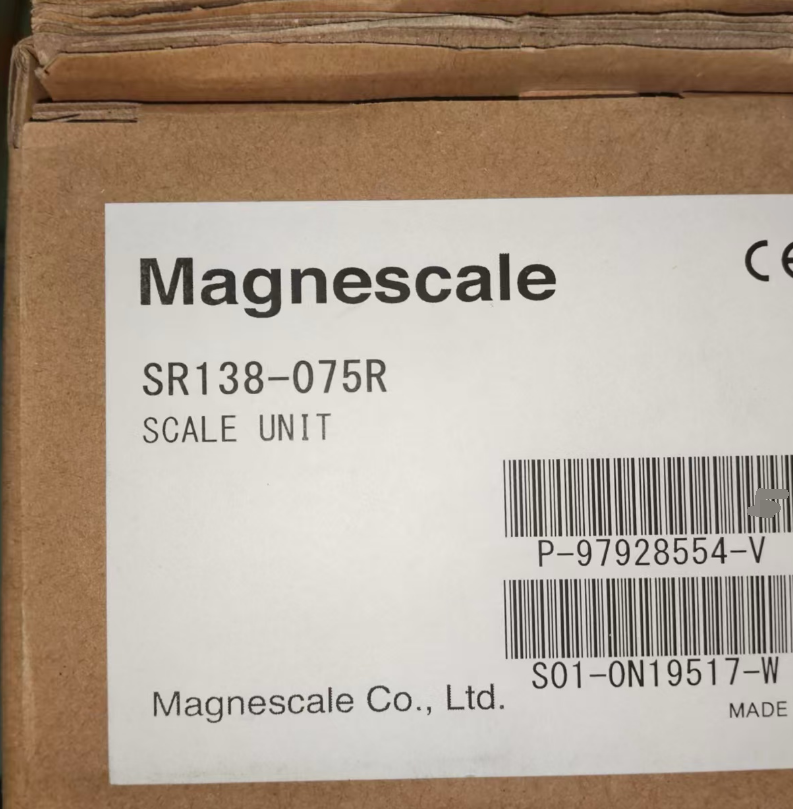 Magnescale
CE
SR138-075R
SCALE UNIT
P-97928554-V
S01-0N19517-W
Magnescale Co., Ltd.
MADE